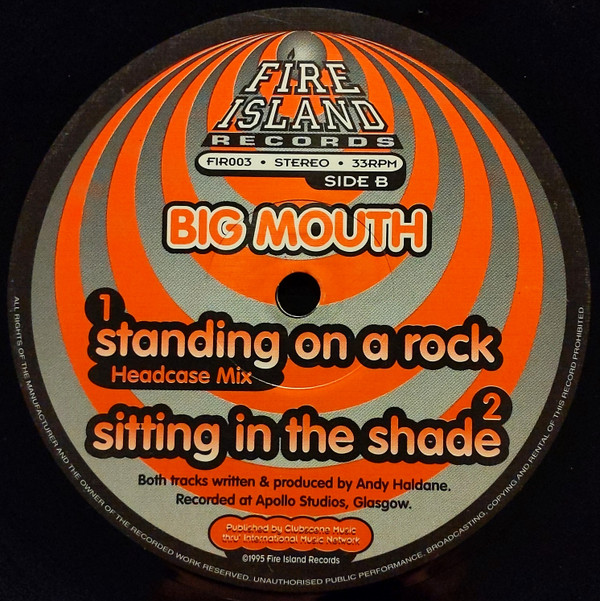 FIRE
ISLAND
RECORDS
FIR003 • STEREO • 33RPM
SIDE B
BIG MOUTH
1
standing on a rock
Headcase Mix
2
sitting in the shade
Both tracks written & produced by Andy Haldane.
Recorded at Apollo Studios, Glasgow.
Published by Clubscene Music
thru' International Music Network
©1995 Fire Island Records
ALL RIGHTS OF THE MANUFACTURER AND THE OWNER OF THE RECORDED WORK RESERVED. UNAUTHORISED PUBLIC PERFORMANCE, BROADCASTING, COPYING AND RENTAL OF THIS RECORD PROHIBITED